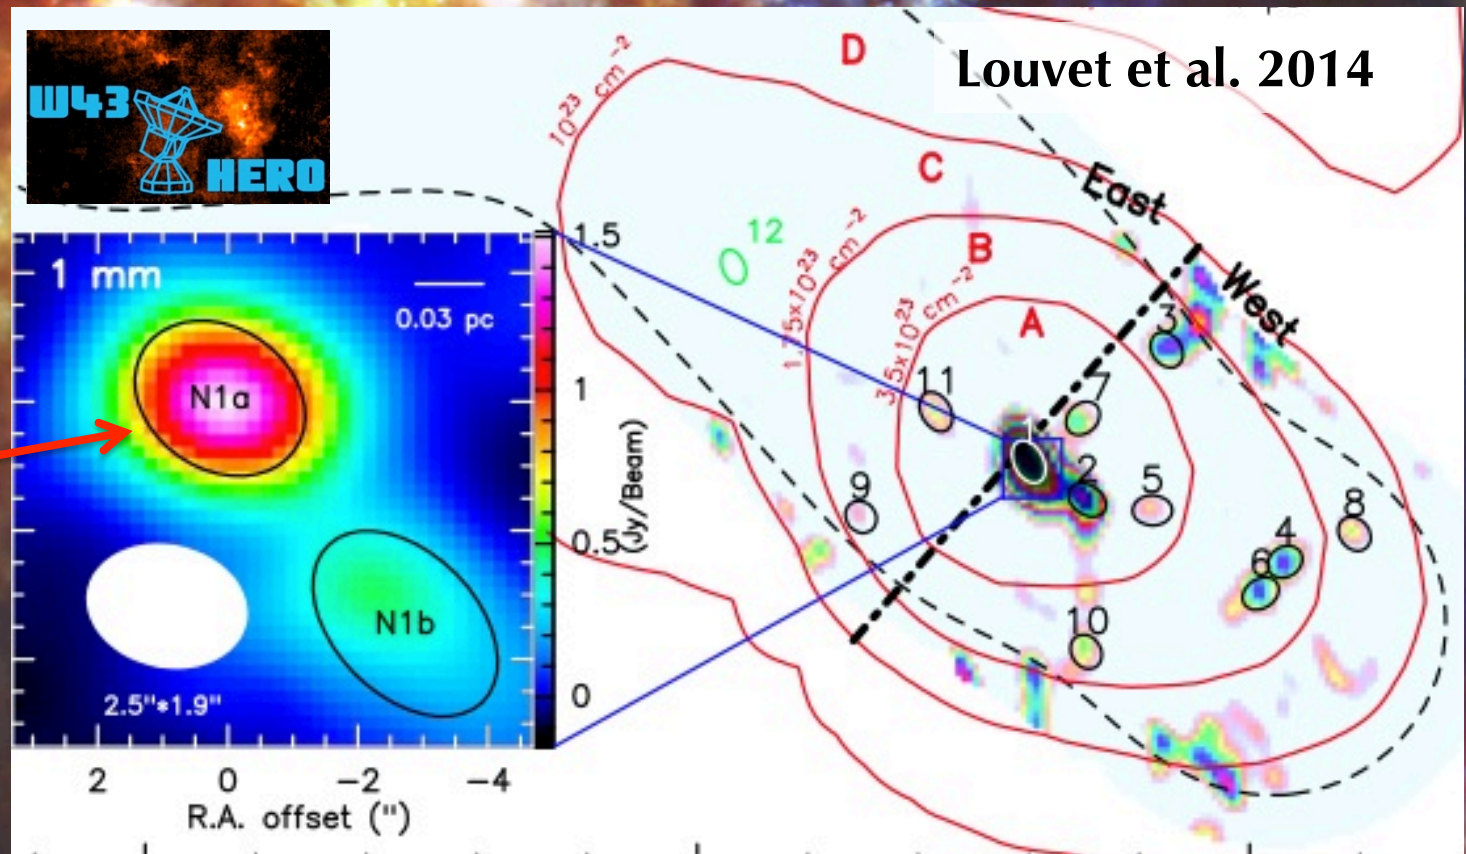 Louvet et al. 2014
W43
HERO
D
10²³ cm⁻²
C
East
12
B
West
1.75x10²³ cm⁻²
A
3.5x10²³ cm⁻²
3
11
7
1
2
5
9
8
4
6
10
1 mm
0.03 pc
N1a
N1b
2.5"*1.9"
1.5
1
0.5
0
(Jy/Beam)
2 0 −2 −4
R.A. offset (")